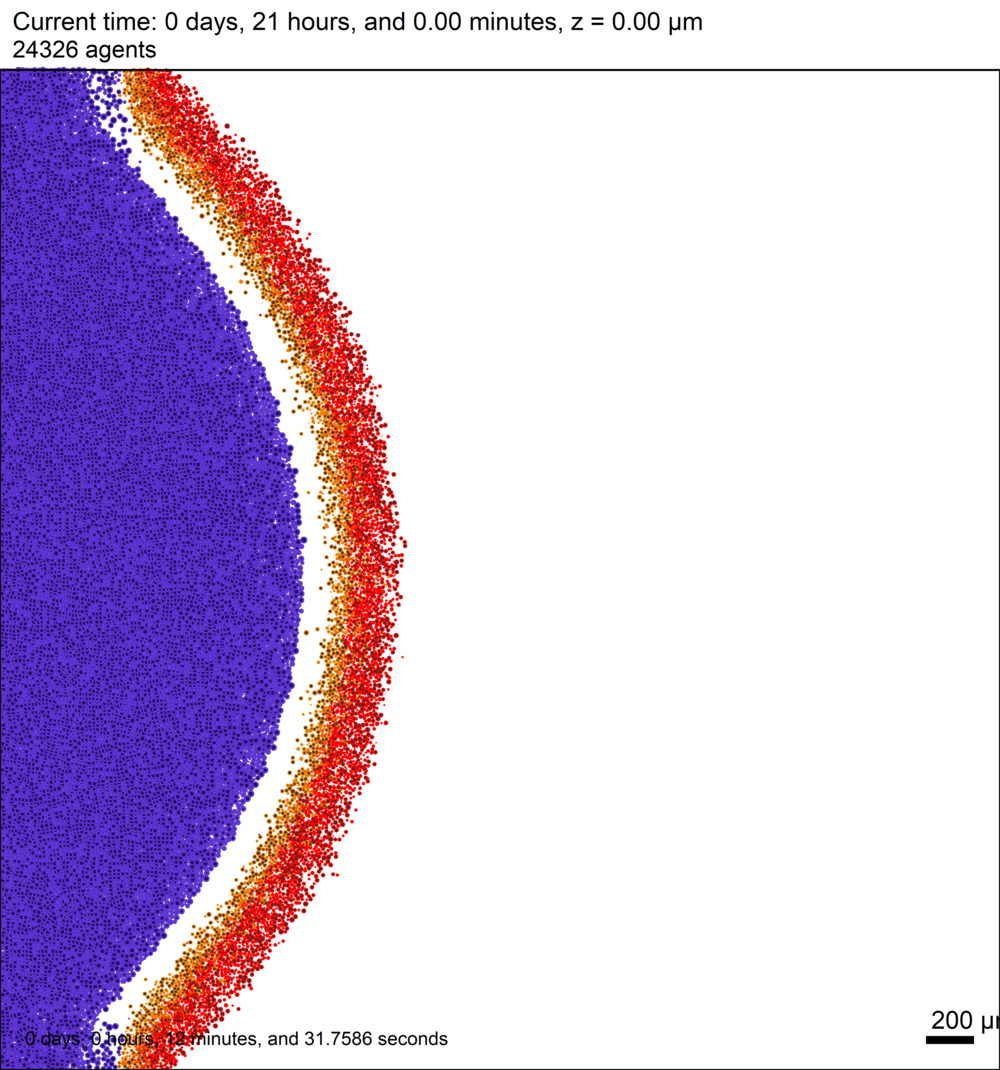 Current time: 0 days, 21 hours, and 0.00 minutes, z = 0.00 µm
24326 agents
200 µ
0 days, 0 hours, 12 minutes, and 31.7586 seconds